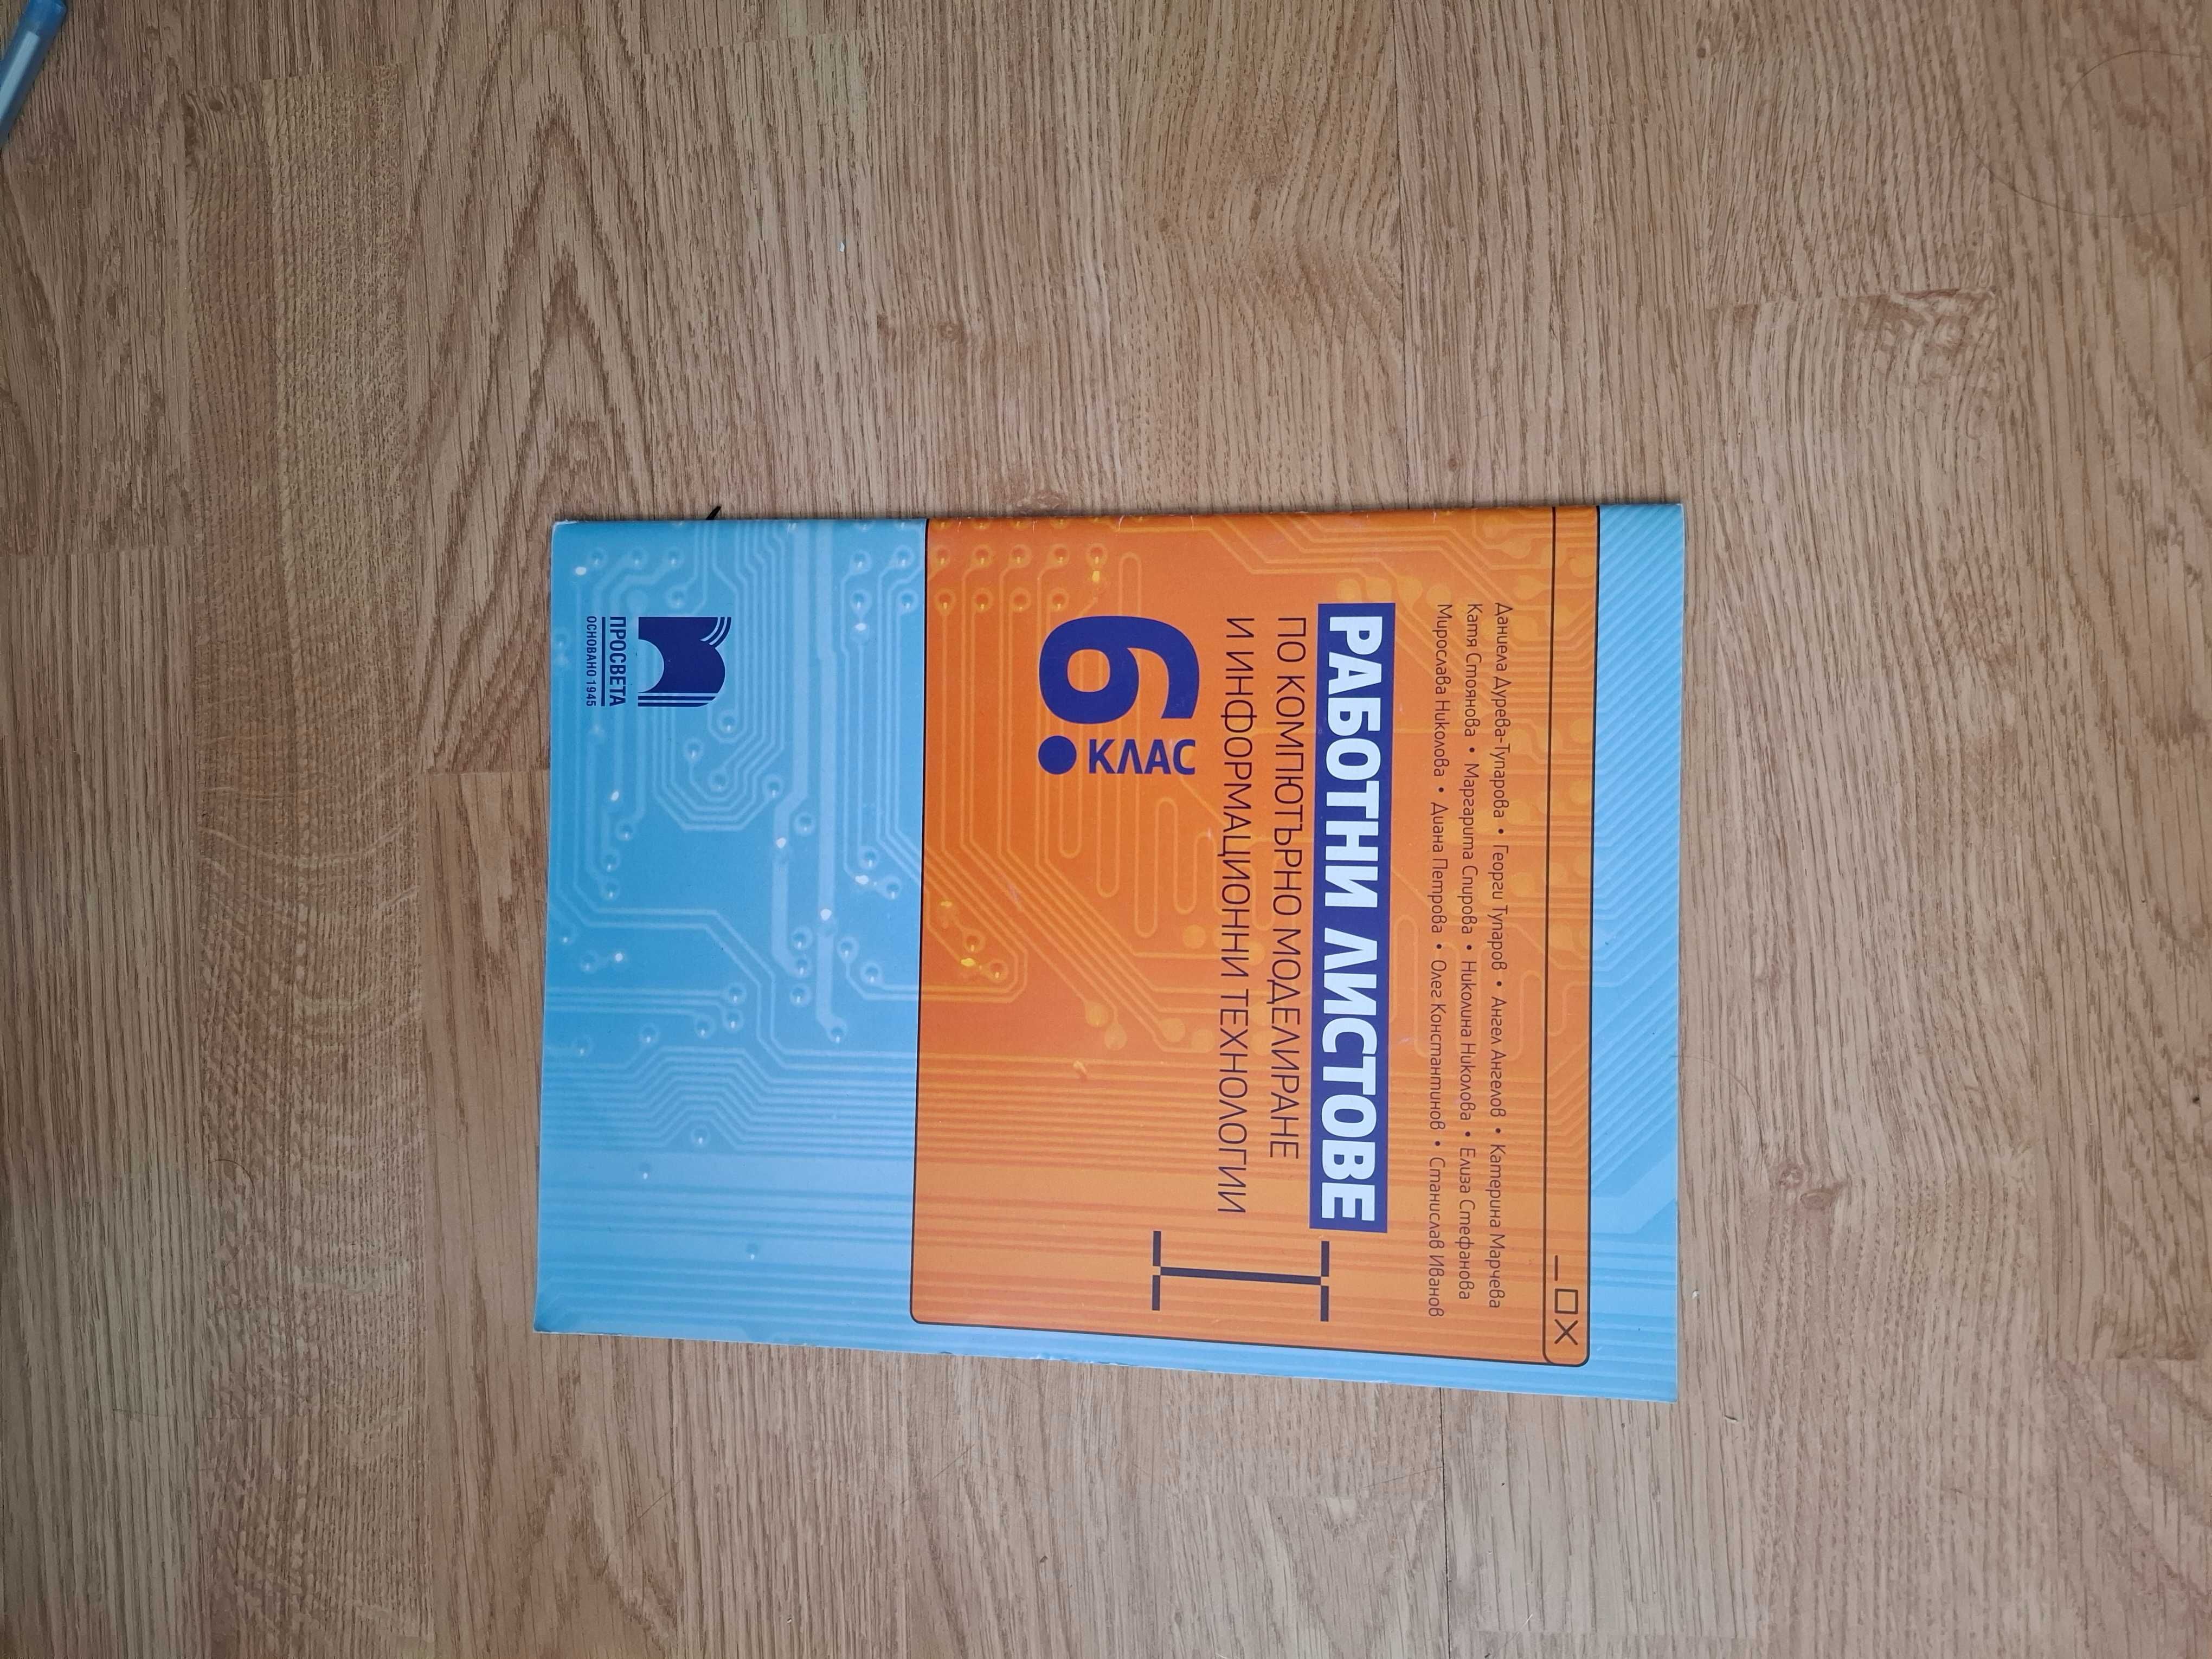 Даниела Дурева-Тупарова • Георги Тупаров • Ангел Ангелов • Катерина Марчева
Катя Стоянова • Маргарита Спирова • Николина Николова • Елиза Стефанова
Мирослава Николова • Диана Петрова • Олег Константинов • Станислав Иванов
РАБОТНИ ЛИСТОВЕ
ПО КОМПЮТЪРНО МОДЕЛИРАНЕ
И ИНФОРМАЦИОННИ ТЕХНОЛОГИИ
6. КЛАС
ПРОСВЕТА
ОСНОВАНО 1945